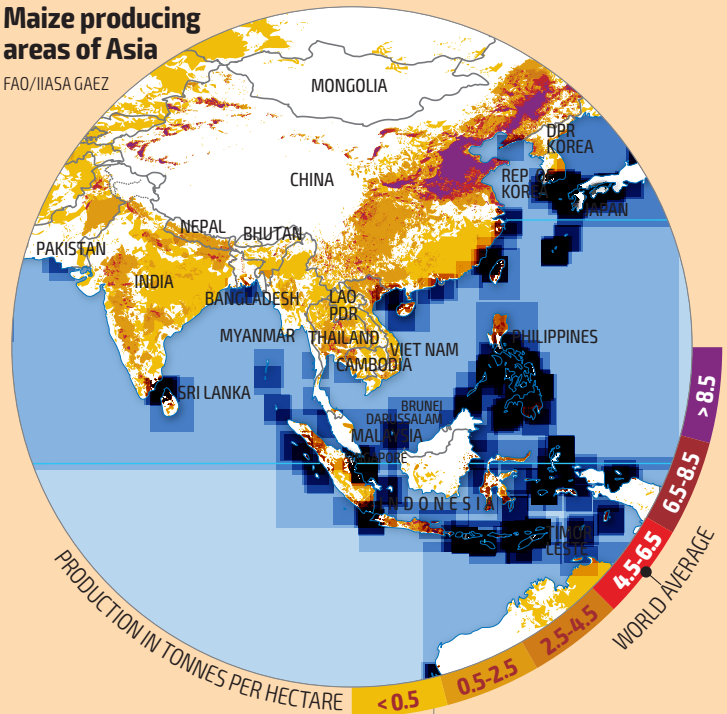 Maize producing
areas of Asia
FAO/IIASA GAEZ
MONGOLIA
DPR
KOREA
CHINA
REP. O
KOREA
JAPAN
NEPAL
BHUTAN
PAKISTAN
INDIA
BANGLADESH
LAO
PDR
MYANMAR
THAILAND
VIET NAM
PHILIPPINES
CAMBODIA
SRI LANKA
BRUNEI
DARUSSALAM
MALAYSIA
INDONESIA
TIMOR
LESTE
> 8.5
6.5-8.5
4.5-6.5
2.5-4.5
0.5-2.5
< 0.5
WORLD AVERAGE
PRODUCTION IN TONNES PER HECTARE